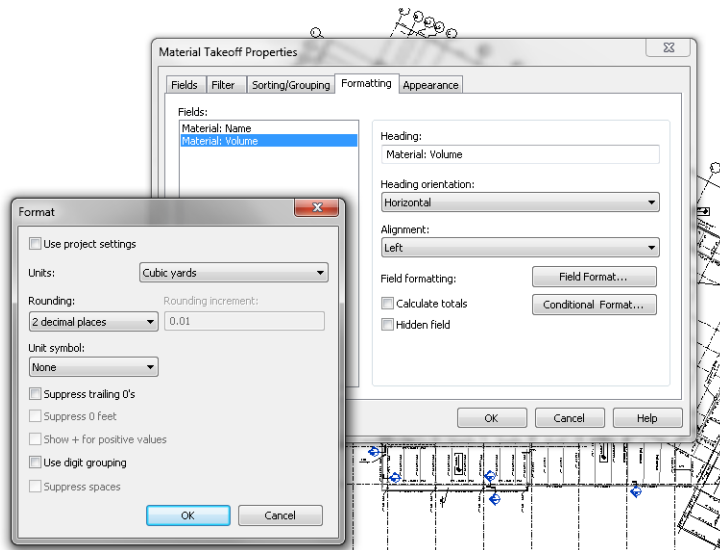 Material Takeoff Properties
Fields
Filter
Sorting/Grouping
Formatting
Appearance
Fields:
Material: Name
Material: Volume
Heading:
Material: Volume
Heading orientation:
Horizontal
Alignment:
Left
Field formatting:
Field Format...
Calculate totals
Conditional Format...
Hidden field
OK
Cancel
Help
Format
Use project settings
Units:
Cubic yards
Rounding:
Rounding increment:
2 decimal places
0.01
Unit symbol:
None
Suppress trailing 0's
Suppress 0 feet
Show + for positive values
Use digit grouping
Suppress spaces
OK
Cancel